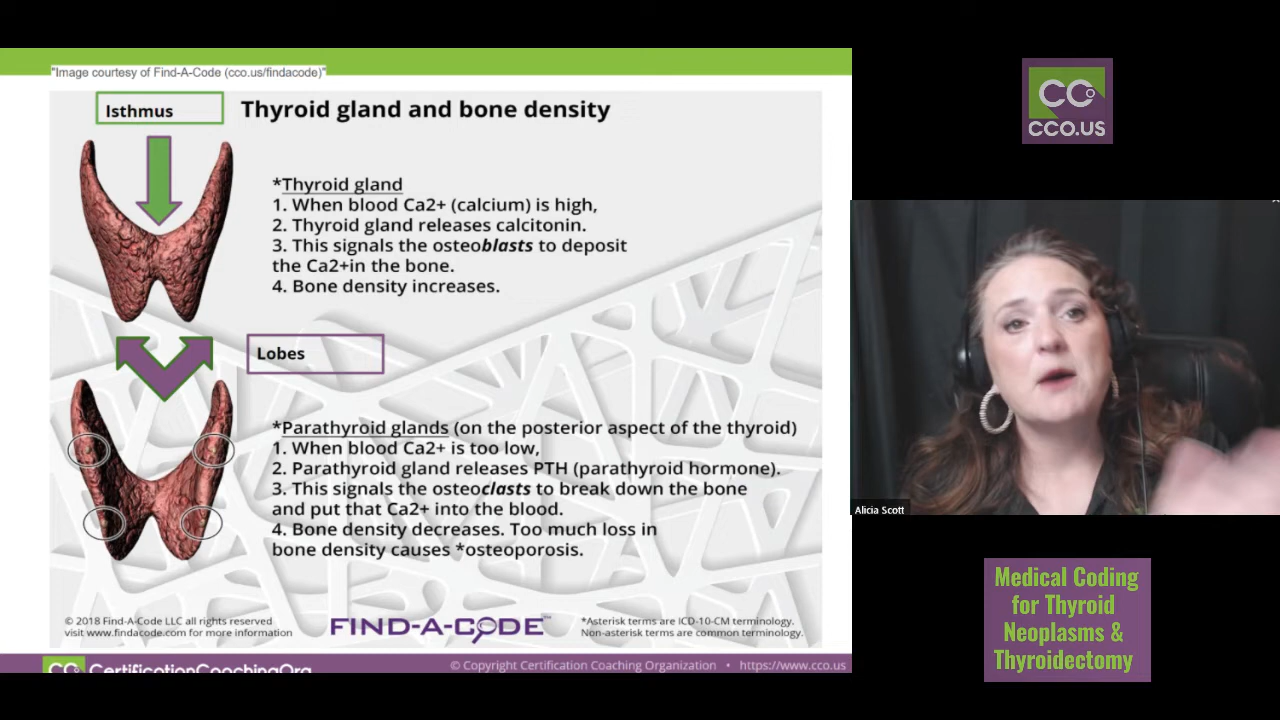 "Image courtesy of Find-A-Code (cco.us/findacode)"
Isthmus
Thyroid gland and bone density
*Thyroid gland
1. When blood Ca2+ (calcium) is high,
2. Thyroid gland releases calcitonin.
3. This signals the osteoblasts to deposit
the Ca2+in the bone.
4. Bone density increases.
Lobes
*Parathyroid glands (on the posterior aspect of the thyroid)
1. When blood Ca2+ is too low,
2. Parathyroid gland releases PTH (parathyroid hormone).
3. This signals the osteoclasts to break down the bone
and put that Ca2+ into the blood.
4. Bone density decreases. Too much loss in
bone density causes *osteoporosis.
© 2018 Find-A-Code LLC all rights reserved
visit www.findacode.com for more information
FIND-A-CODE™
*Asterisk terms are ICD-10-CM terminology.
Non-asterisk terms are common terminology.
CCO CertificationCoachingOrg
© Copyright Certification Coaching Organization • https://www.cco.us
CCO
CCO.US
Alicia Scott
Medical Coding
for Thyroid
Neoplasms &
Thyroidectomy